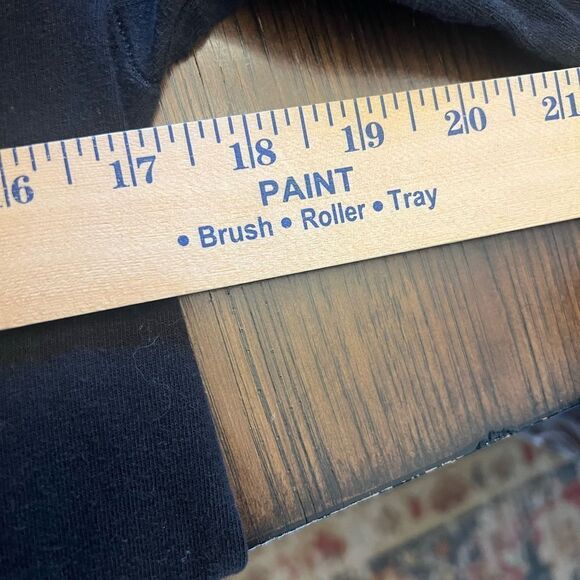 16 17 18 19 20 21
PAINT
• Brush • Roller • Tray